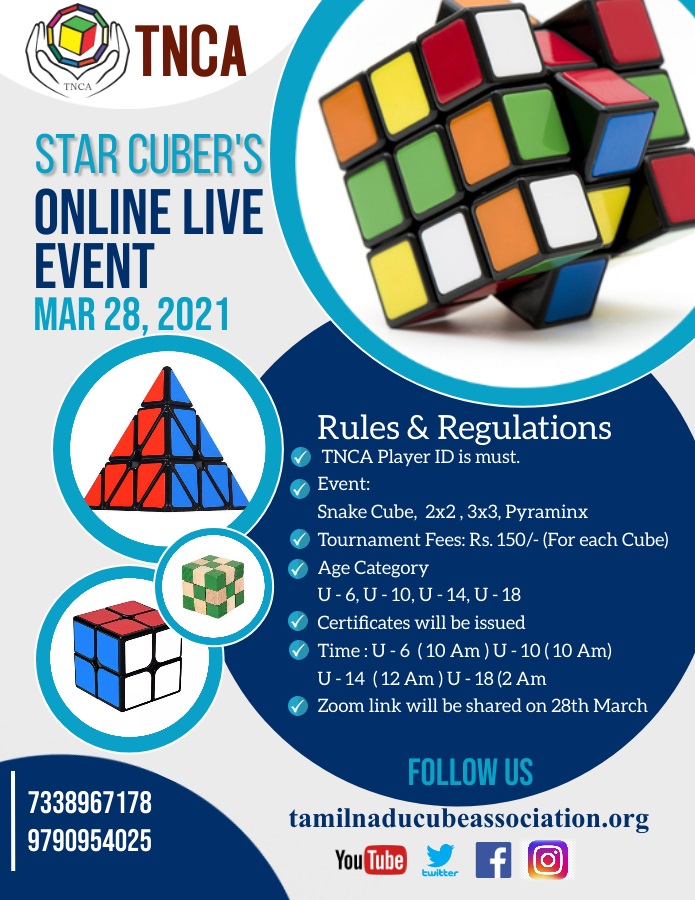 TNCA
TNCA
STAR CUBER'S
ONLINE LIVE
EVENT
MAR 28, 2021
Rules & Regulations
TNCA Player ID is must.
Event:
Snake Cube, 2x2 , 3x3, Pyraminx
Tournament Fees: Rs. 150/- (For each Cube)
Age Category
U - 6, U - 10, U - 14, U - 18
Certificates will be issued
Time : U - 6 ( 10 Am ) U - 10 ( 10 Am)
U - 14 ( 12 Am ) U - 18 (2 Am
Zoom link will be shared on 28th March
FOLLOW US
7338967178
9790954025
tamilnaducubeassociation.org
YouTube
twitter